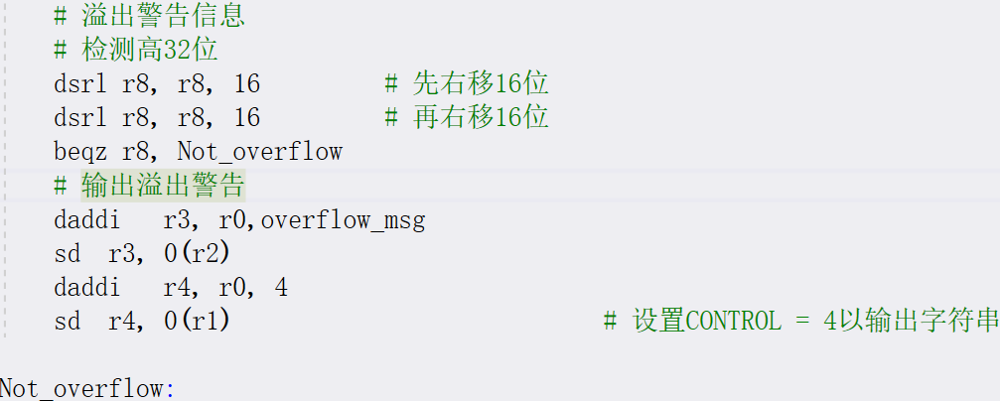 # 溢出警告信息
# 检测高32位
dsrl r8, r8, 16 # 先右移16位
dsrl r8, r8, 16 # 再右移16位
beqz r8, Not_overflow
# 输出溢出警告
daddi r3, r0,overflow_msg
sd r3, 0(r2)
daddi r4, r0, 4
sd r4, 0(r1) # 设置CONTROL = 4以输出字符串
Not_overflow: